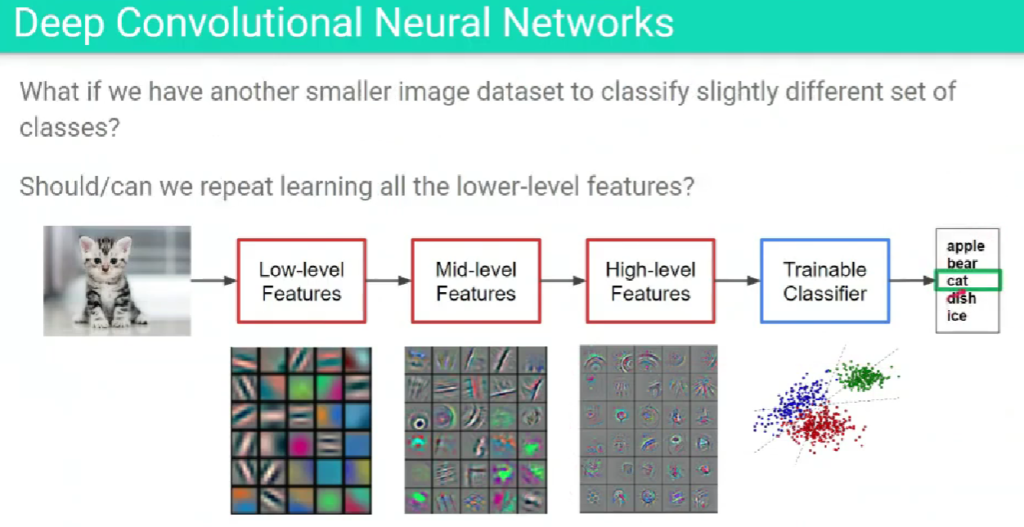 Deep Convolutional Neural Networks
What if we have another smaller image dataset to classify slightly different set of
classes?
Should/can we repeat learning all the lower-level features?
Low-level
Features
Mid-level
Features
High-level
Features
Trainable
Classifier
apple
bear
cat
dish
ice